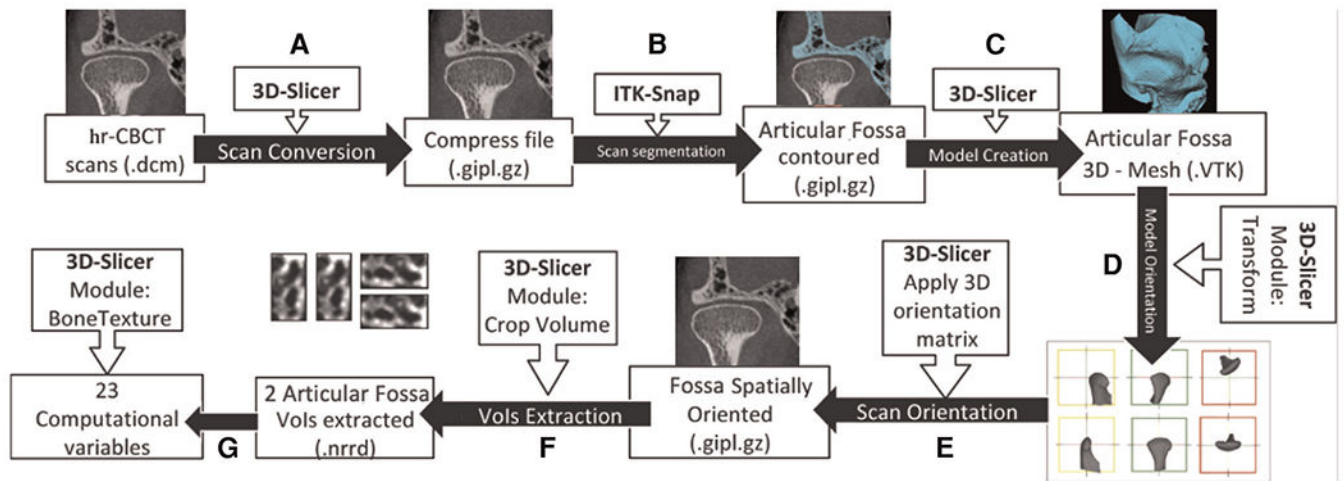 A
3D-Slicer
hr-CBCT
scans (.dcm)
Scan Conversion
Compress file
(.gipl.gz)
B
ITK-Snap
Scan segmentation
Articular Fossa
contoured
(.gipl.gz)
C
3D-Slicer
Model Creation
Articular Fossa
3D - Mesh (.VTK)
D
Model Orientation
3D-Slicer
Module:
Transform
3D-Slicer
Apply 3D
orientation
matrix
Scan Orientation
E
Fossa Spatially
Oriented
(.gipl.gz)
3D-Slicer
Module:
Crop Volume
VoIs Extraction
F
2 Articular Fossa
VoIs extracted
(.nrrd)
G
3D-Slicer
Module:
BoneTexture
23
Computational
variables